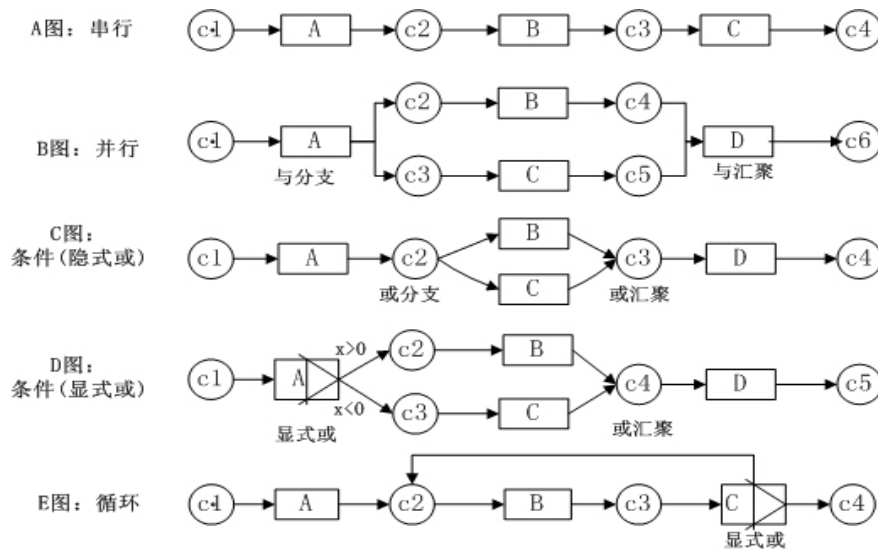 A图：串行 c1 A c2 B c3 C c4
c2 B c4
B图：并行 c1 A D c6
与分支 c3 C c5 与汇聚
C图： B
条件(隐式或) c1 A c2 c3 D c4
或分支 C 或汇聚
x>0 c2 B
D图： c1 A c4 D c5
条件(显式或) x<0 c3 C 或汇聚
显式或
E图：循环 c1 A c2 B c3 C c4
显式或